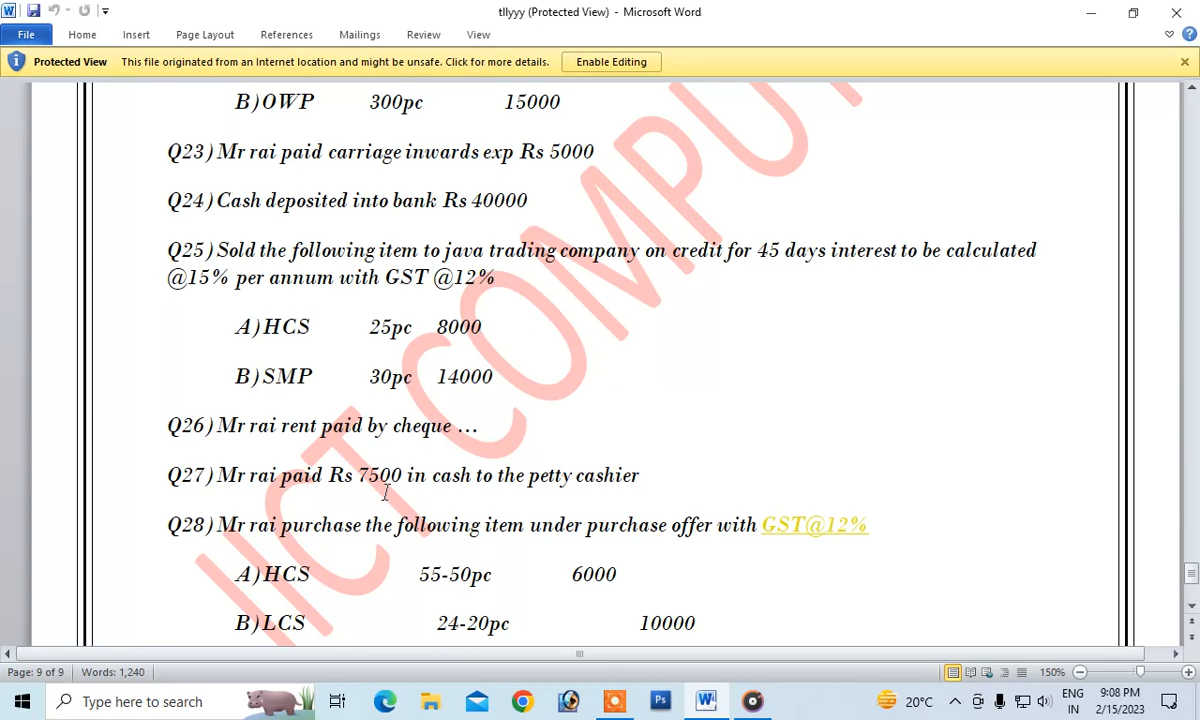 tllyyy (Protected View) - Microsoft Word
File Home Insert Page Layout References Mailings Review View
Protected View This file originated from an Internet location and might be unsafe. Click for more details. Enable Editing
B)OWP 300pc 15000
Q23) Mr rai paid carriage inwards exp Rs 5000
Q24) Cash deposited into bank Rs 40000
Q25) Sold the following item to java trading company on credit for 45 days interest to be calculated
@15% per annum with GST @12%
A)HCS 25pc 8000
B)SMP 30pc 14000
Q26) Mr rai rent paid by cheque ...
Q27) Mr rai paid Rs 7500 in cash to the petty cashier
Q28) Mr rai purchase the following item under purchase offer with GST@12%
A)HCS 55-50pc 6000
B)LCS 24-20pc 10000
IICT COMPU
Page: 9 of 9 Words: 1,240 150%
Type here to search Ps 20°C ENG 9:08 PM
IN 2/15/2023